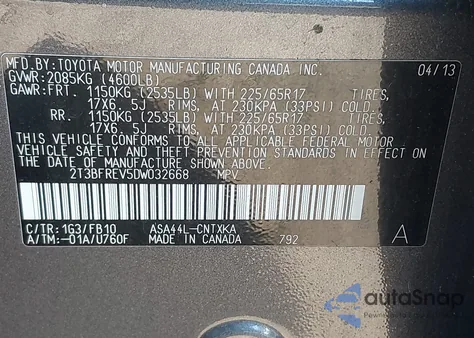 MFD.BY:TOYOTA MOTOR MANUFACTURING CANADA INC. 04/13
GVWR:2085KG (4600LB)
GAWR:FRT. 1150KG (2535LB) WITH 225/65R17 TIRES,
17X6. 5J RIMS, AT 230KPA (33PSI) COLD.
RR. 1150KG (2535LB) WITH 225/65R17 TIRES,
17X6. 5J RIMS, AT 230KPA (33PSI) COLD.
THIS VEHICLE CONFORMS TO ALL APPLICABLE FEDERAL MOTOR
VEHICLE SAFETY STANDARDS IN EFFECT ON THE DATE OF
MANUFACTURE SHOWN ABOVE.
2T3BFREV5DW032668 MPV
C/TR:1G3/FB10 ASA44L-CNTXKA
A/TM:-01A/U760F MADE IN CANADA 792 A
autoSnap